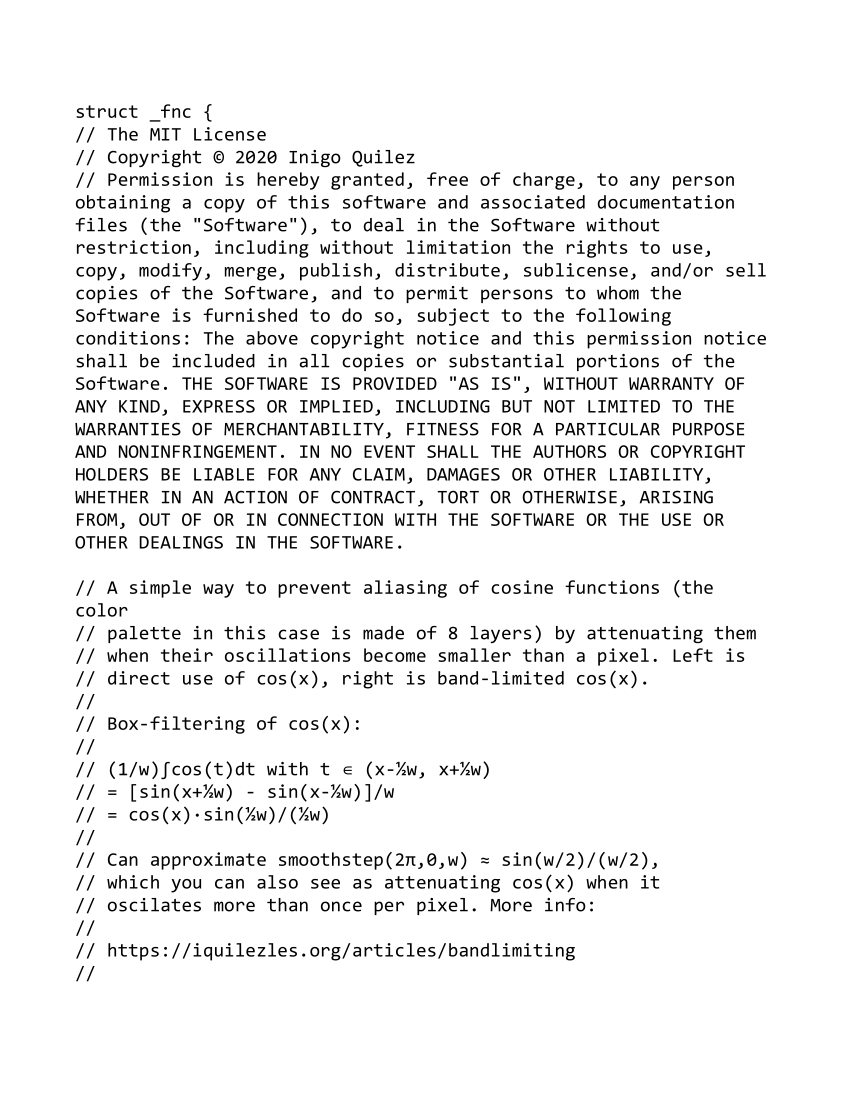 struct _fnc {
// The MIT License
// Copyright © 2020 Inigo Quilez
// Permission is hereby granted, free of charge, to any person
obtaining a copy of this software and associated documentation
files (the "Software"), to deal in the Software without
restriction, including without limitation the rights to use,
copy, modify, merge, publish, distribute, sublicense, and/or sell
copies of the Software, and to permit persons to whom the
Software is furnished to do so, subject to the following
conditions: The above copyright notice and this permission notice
shall be included in all copies or substantial portions of the
Software. THE SOFTWARE IS PROVIDED "AS IS", WITHOUT WARRANTY OF
ANY KIND, EXPRESS OR IMPLIED, INCLUDING BUT NOT LIMITED TO THE
WARRANTIES OF MERCHANTABILITY, FITNESS FOR A PARTICULAR PURPOSE
AND NONINFRINGEMENT. IN NO EVENT SHALL THE AUTHORS OR COPYRIGHT
HOLDERS BE LIABLE FOR ANY CLAIM, DAMAGES OR OTHER LIABILITY,
WHETHER IN AN ACTION OF CONTRACT, TORT OR OTHERWISE, ARISING
FROM, OUT OF OR IN CONNECTION WITH THE SOFTWARE OR THE USE OR
OTHER DEALINGS IN THE SOFTWARE.

// A simple way to prevent aliasing of cosine functions (the
color
// palette in this case is made of 8 layers) by attenuating them
// when their oscillations become smaller than a pixel. Left is
// direct use of cos(x), right is band-limited cos(x).
//
// Box-filtering of cos(x):
//
// (1/w)∫cos(t)dt with t ∈ (x-½w, x+½w)
// = [sin(x+½w) - sin(x-½w)]/w
// = cos(x)·sin(½w)/(½w)
//
// Can approximate smoothstep(2π,0,w) ≈ sin(w/2)/(w/2),
// which you can also see as attenuating cos(x) when it
// oscilates more than once per pixel. More info:
//
// https://iquilezles.org/articles/bandlimiting
//